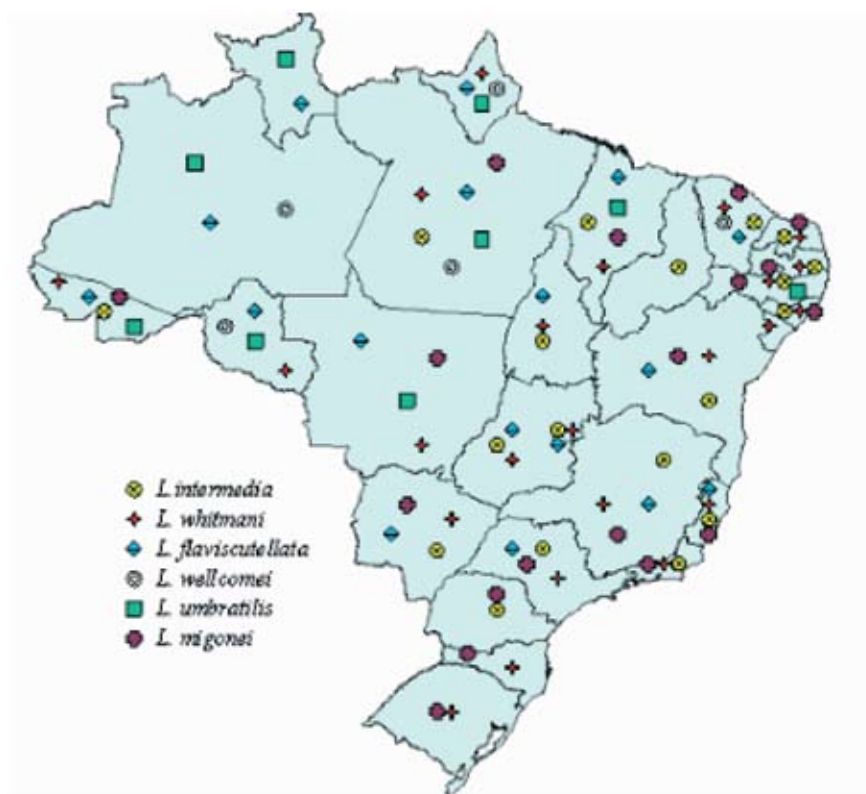 L. intermedia
L. whitmani
L. flaviscutellata
L. wellcomei
L. umbratilis
L. migonei